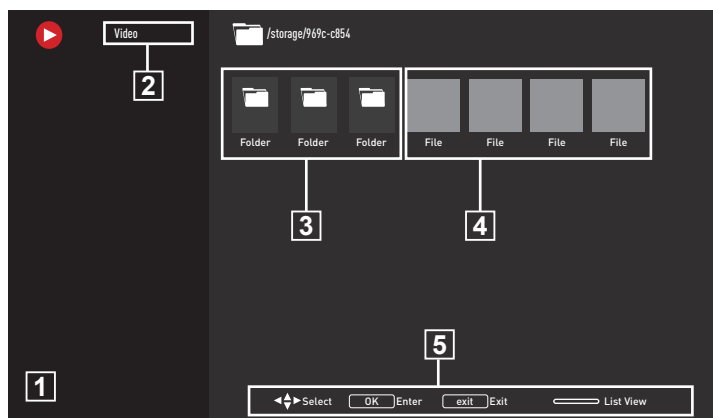 Video
/storage/969c-c854
2
Folder Folder Folder File File File File
3 4
5
1
Select OK Enter exit Exit List View